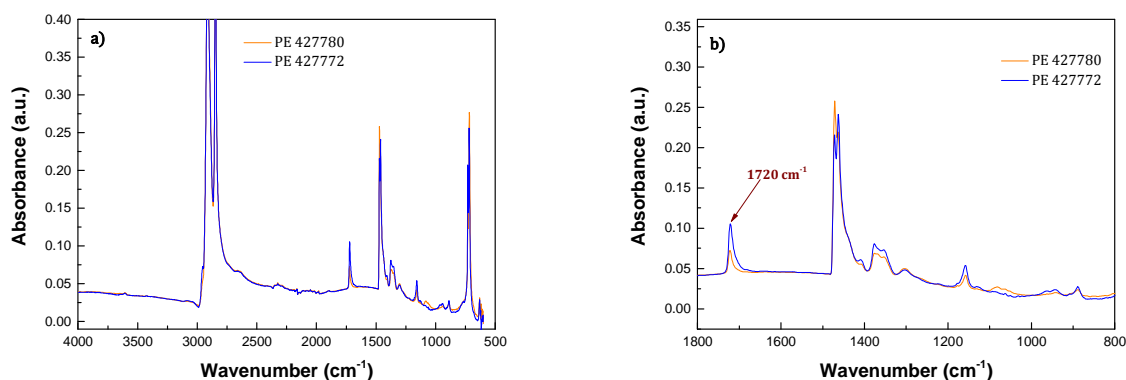 a)
PE 427780
PE 427772
0.40
0.35
0.30
0.25
0.20
0.15
0.10
0.05
0.00
Absorbance (a.u.)
4000 3500 3000 2500 2000 1500 1000 500
Wavenumber (cm-1)
b)
PE 427780
PE 427772
1720 cm-1
0.35
0.30
0.25
0.20
0.15
0.10
0.05
0.00
Absorbance (a.u.)
1800 1600 1400 1200 1000 800
Wavenumber (cm-1)